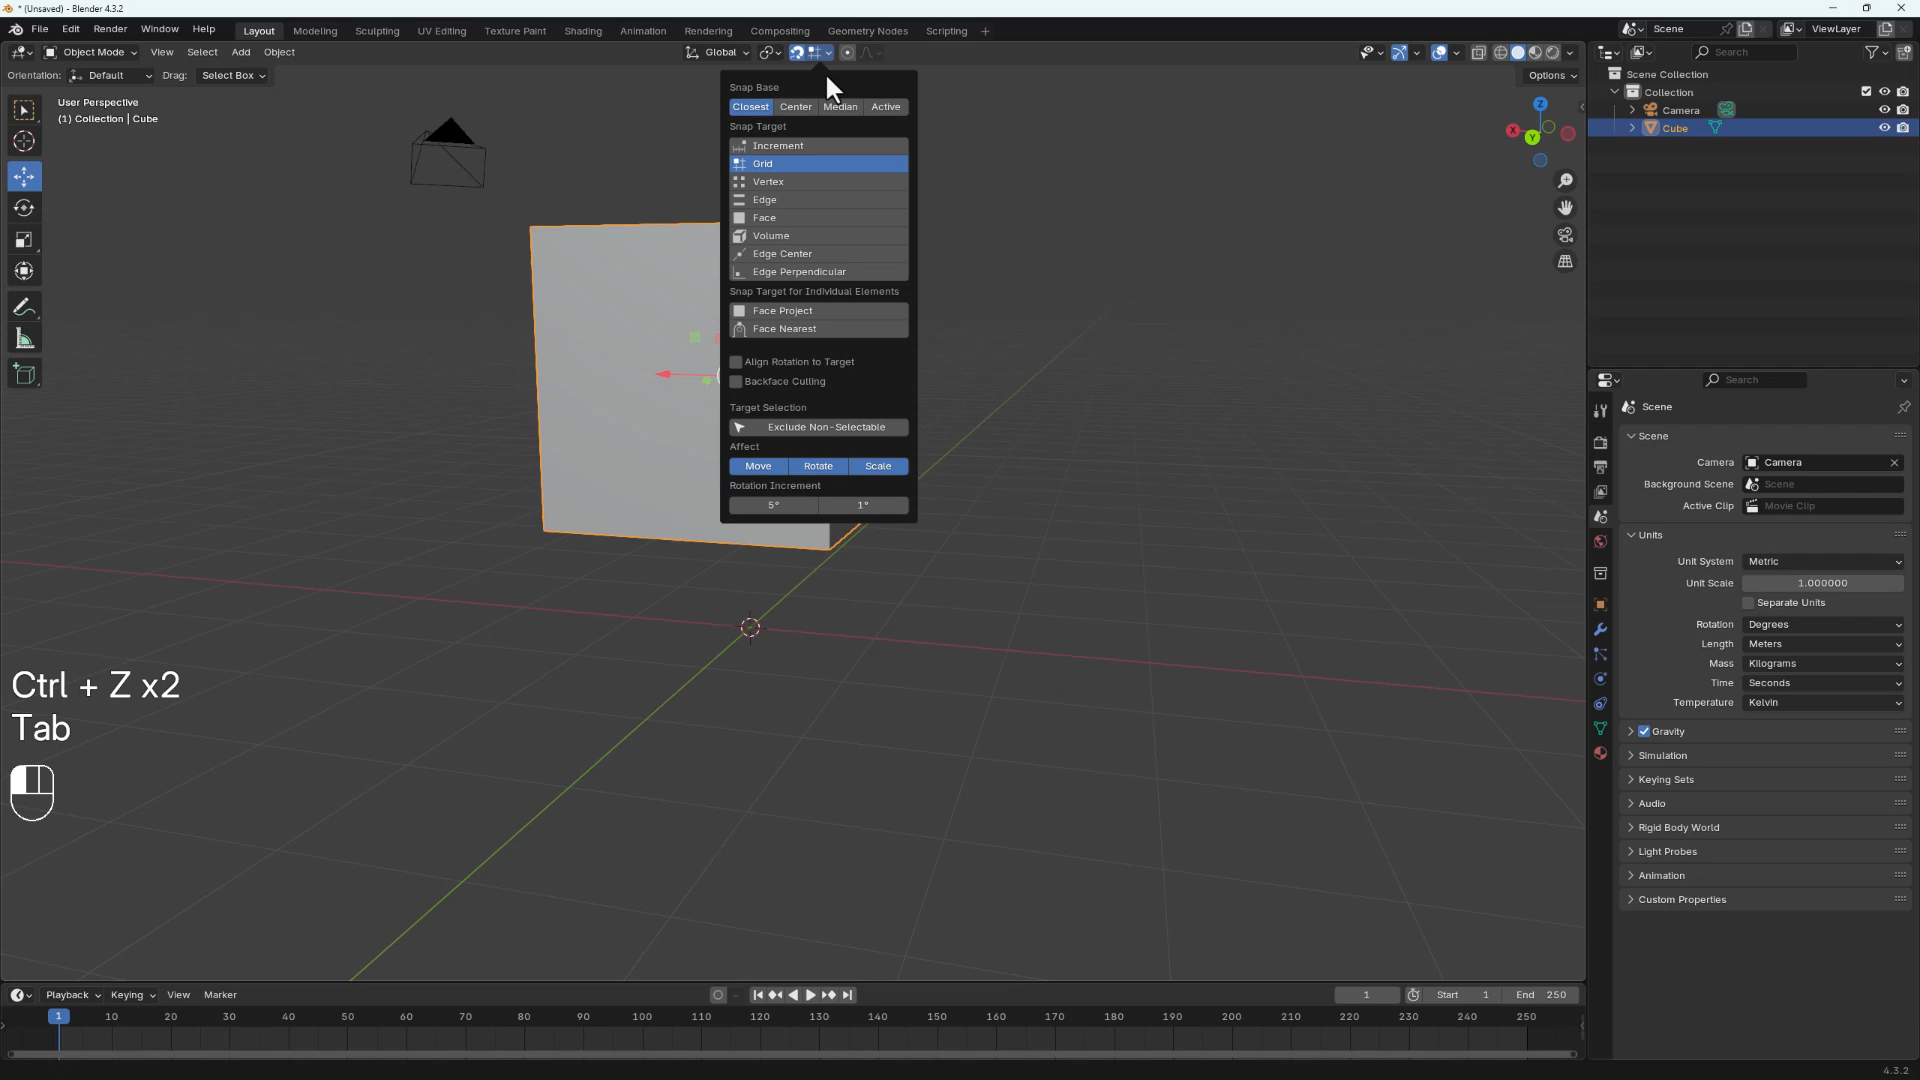 * (Unsaved) - Blender 4.3.2
File Edit Render Window Help Layout Modeling Sculpting UV Editing Texture Paint Shading Animation Rendering Compositing Geometry Nodes Scripting + Scene ViewLayer
Object Mode View Select Add Object Global Search
Orientation: Default Drag: Select Box Options
User Perspective
(1) Collection | Cube
Snap Base
Closest Center Median Active
Snap Target
Increment
Grid
Vertex
Edge
Face
Volume
Edge Center
Edge Perpendicular
Snap Target for Individual Elements
Face Project
Face Nearest
Align Rotation to Target
Backface Culling
Target Selection
Exclude Non-Selectable
Affect
Move Rotate Scale
Rotation Increment
5° 1°
Z
X
Y
Scene Collection
Collection
Camera
Cube
Search
Scene
Scene
Camera Camera
Background Scene Scene
Active Clip Movie Clip
Units
Unit System Metric
Unit Scale 1.000000
Separate Units
Rotation Degrees
Length Meters
Mass Kilograms
Time Seconds
Temperature Kelvin
Gravity
Simulation
Keying Sets
Audio
Rigid Body World
Light Probes
Animation
Custom Properties
Ctrl + Z x2
Tab
Playback Keying View Marker 1 Start 1 End 250
1 10 20 30 40 50 60 70 80 90 100 110 120 130 140 150 160 170 180 190 200 210 220 230 240 250
4.3.2